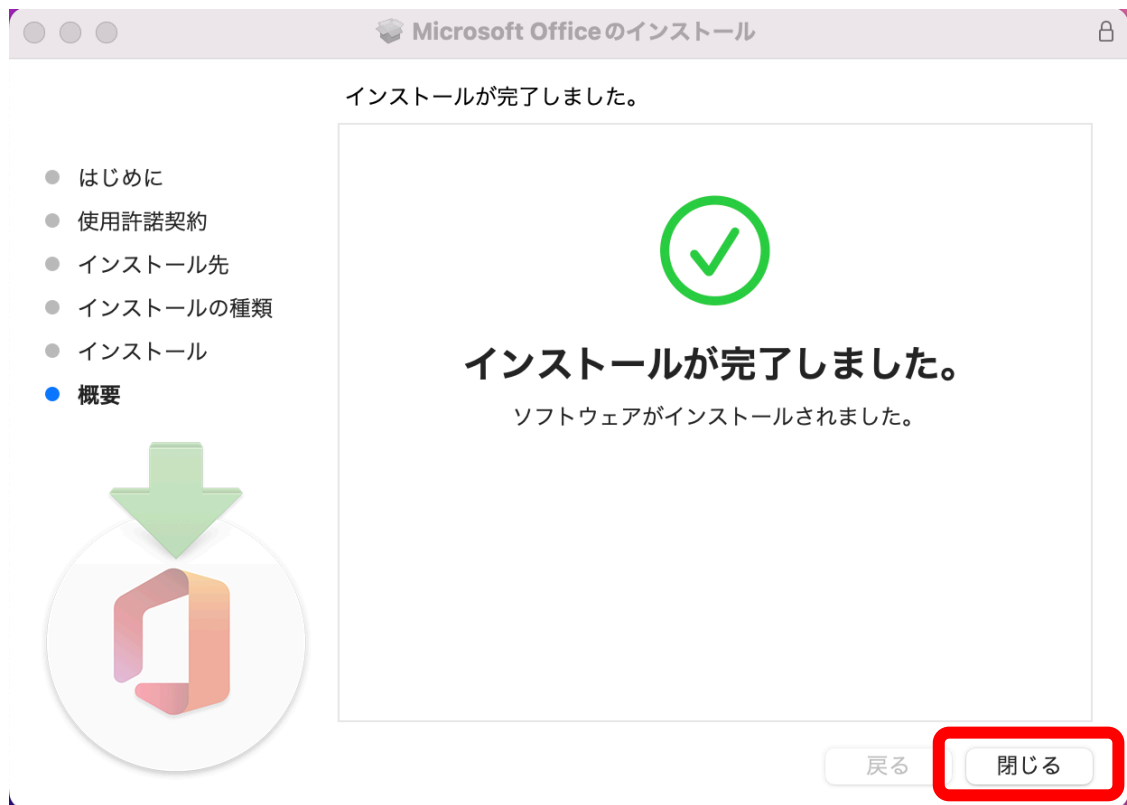 Microsoft Officeのインストール
インストールが完了しました。
はじめに
使用許諾契約
インストール先
インストールの種類
インストール
概要
インストールが完了しました。
ソフトウェアがインストールされました。
戻る
閉じる